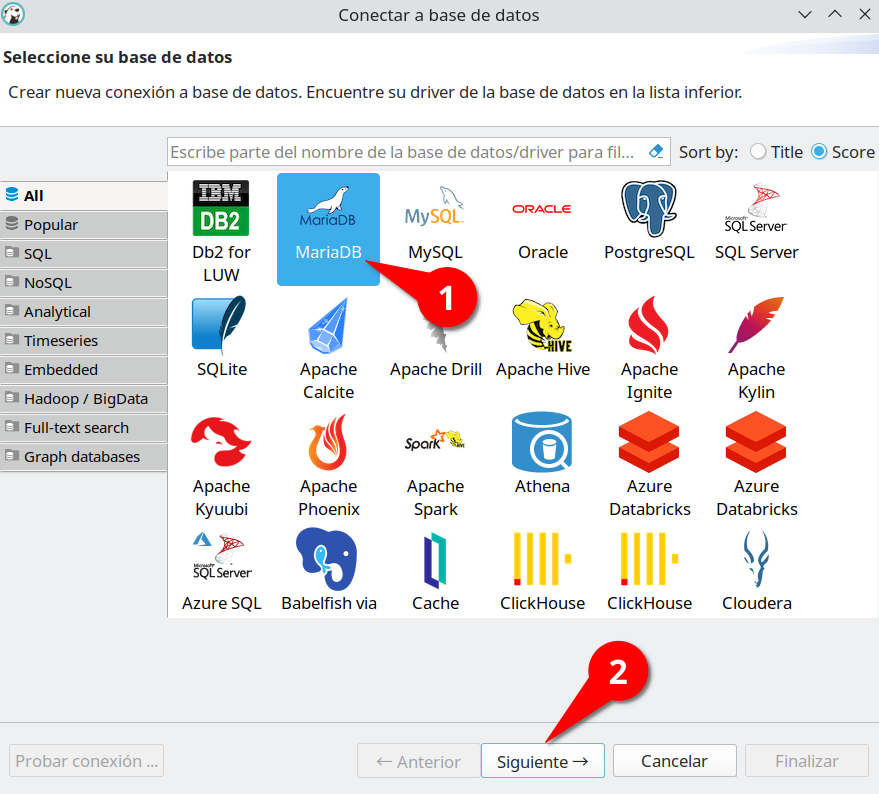 Conectar a base de datos
Seleccione su base de datos
Crear nueva conexión a base de datos. Encuentre su driver de la base de datos en la lista inferior.
Escribe parte del nombre de la base de datos/driver para fil...
Sort by:
Title
Score
All
Popular
SQL
NoSQL
Analytical
Timeseries
Embedded
Hadoop / BigData
Full-text search
Graph databases
IBM
DB2
Db2 for
LUW
MariaDB
MariaDB
MySQL
MySQL
ORACLE
Oracle
PostgreSQL
Microsoft
SQL Server
SQL Server
1
SQLite
Apache
Calcite
Apache Drill
HIVE
Apache Hive
Apache
Ignite
Apache
Kylin
Apache
Kyuubi
Apache
Phoenix
Spark
Apache
Spark
Athena
Azure
Databricks
Azure
Databricks
Microsoft
SQL Server
Azure SQL
Babelfish via
Cache
ClickHouse
ClickHouse
Cloudera
2
Probar conexión ...
← Anterior
Siguiente →
Cancelar
Finalizar